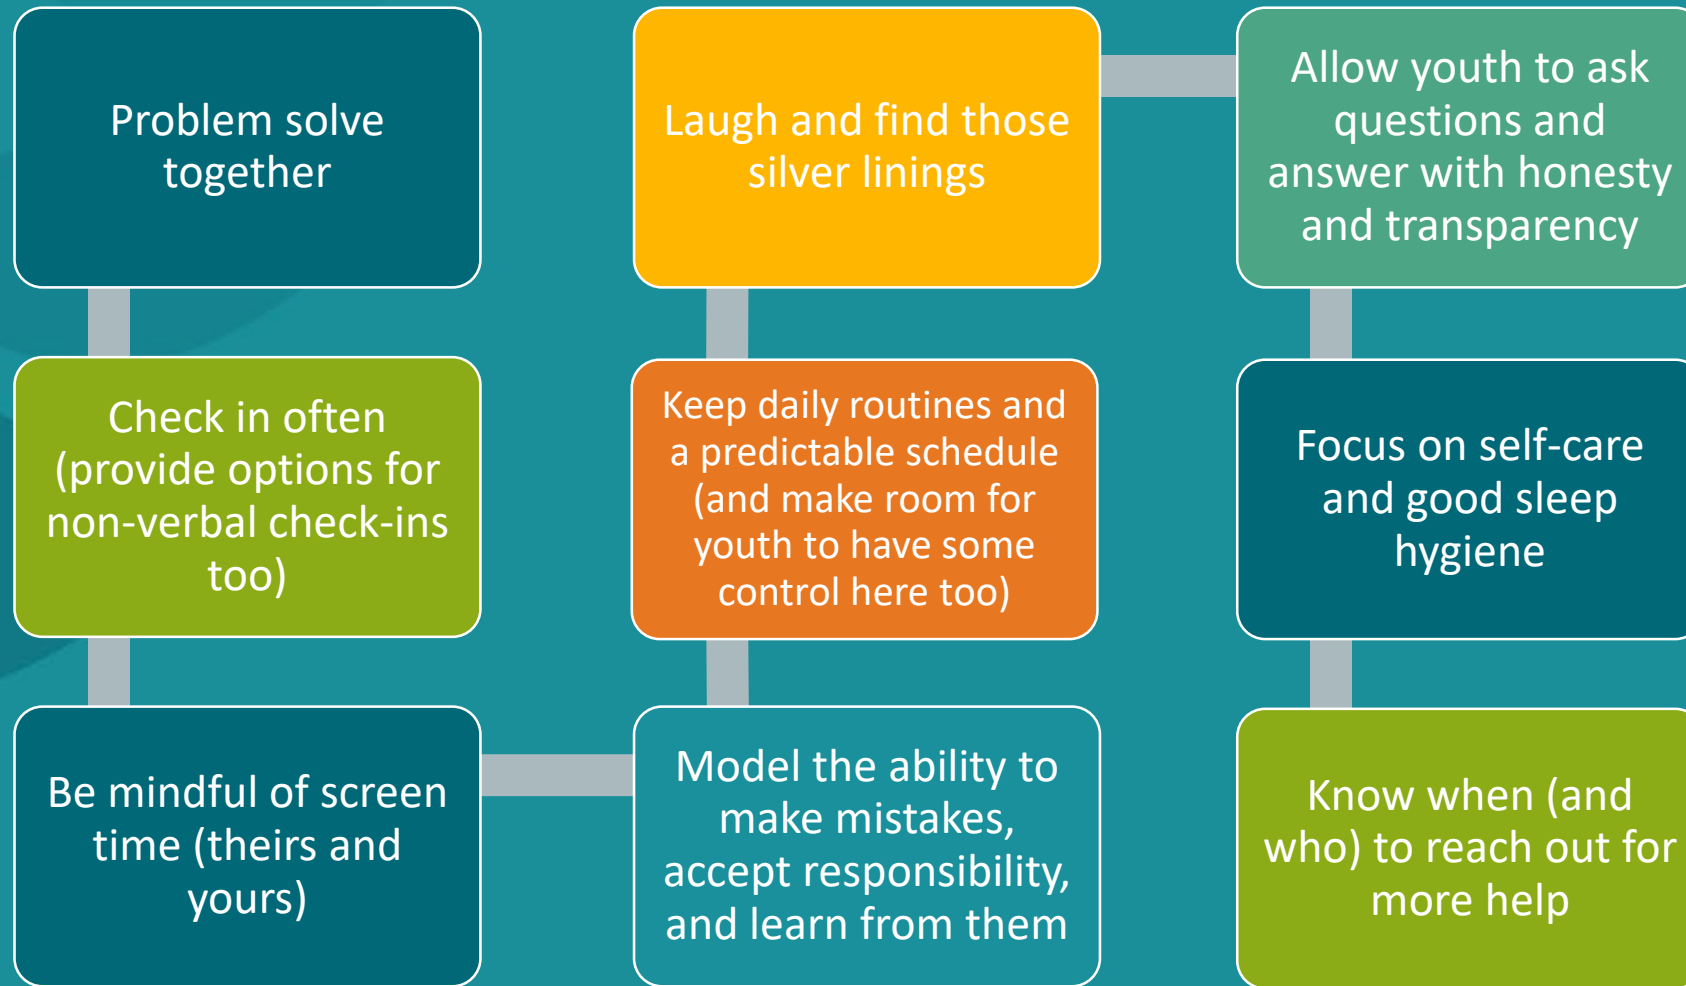 Problem solve
together
Check in often
(provide options for
non-verbal check-ins
too)
Be mindful of screen
time (theirs and
yours)
Model the ability to
make mistakes,
accept responsibility,
and learn from them
Keep daily routines and
a predictable schedule
(and make room for
youth to have some
control here too)
Laugh and find those
silver linings
Allow youth to ask
questions and
answer with honesty
and transparency
Focus on self-care
and good sleep
hygiene
Know when (and
who) to reach out for
more help